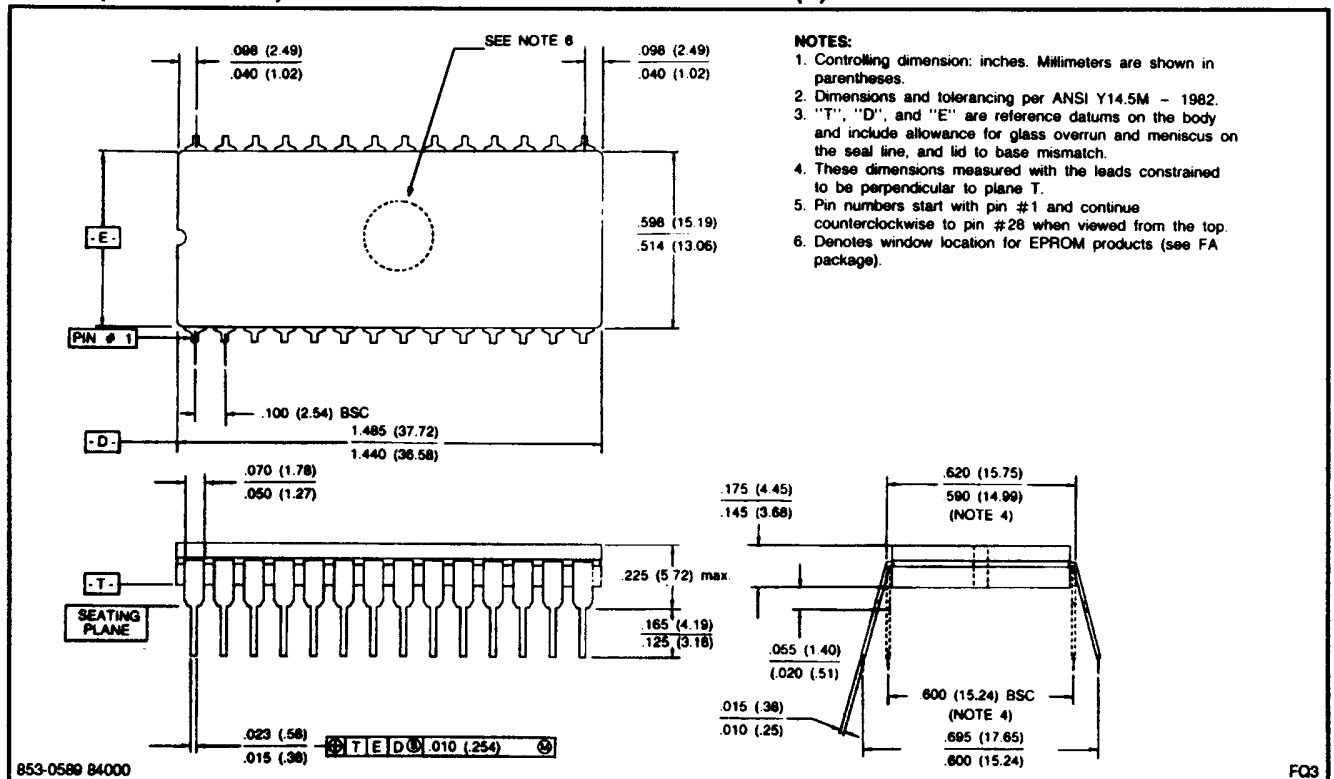 .098 (2.49)
.040 (1.02)
SEE NOTE 6
.098 (2.49)
.040 (1.02)
NOTES:
1. Controlling dimension: inches. Millimeters are shown in
parentheses.
2. Dimensions and tolerancing per ANSI Y14.5M – 1982.
3. "T", "D", and "E" are reference datums on the body
and include allowance for glass overrun and meniscus on
the seal line, and lid to base mismatch.
4. These dimensions measured with the leads constrained
to be perpendicular to plane T.
5. Pin numbers start with pin #1 and continue
counterclockwise to pin #28 when viewed from the top.
6. Denotes window location for EPROM products (see FA
package).
- E -
.598 (15.19)
.514 (13.06)
PIN # 1
.100 (2.54) BSC
- D -
1.485 (37.72)
1.440 (36.58)
.070 (1.78)
.050 (1.27)
- T -
SEATING
PLANE
.225 (5.72) max.
.165 (4.19)
.125 (3.18)
.023 (.58)
.015 (.38)
⌖ T E D Ⓢ .010 (.254) Ⓜ
.175 (4.45)
.145 (3.68)
.620 (15.75)
590 (14.99)
(NOTE 4)
.055 (1.40)
(.020 (.51)
.015 (.38)
.010 (.25)
.600 (15.24) BSC
(NOTE 4)
.695 (17.65)
.600 (15.24)
853-0589 84000
FQ3